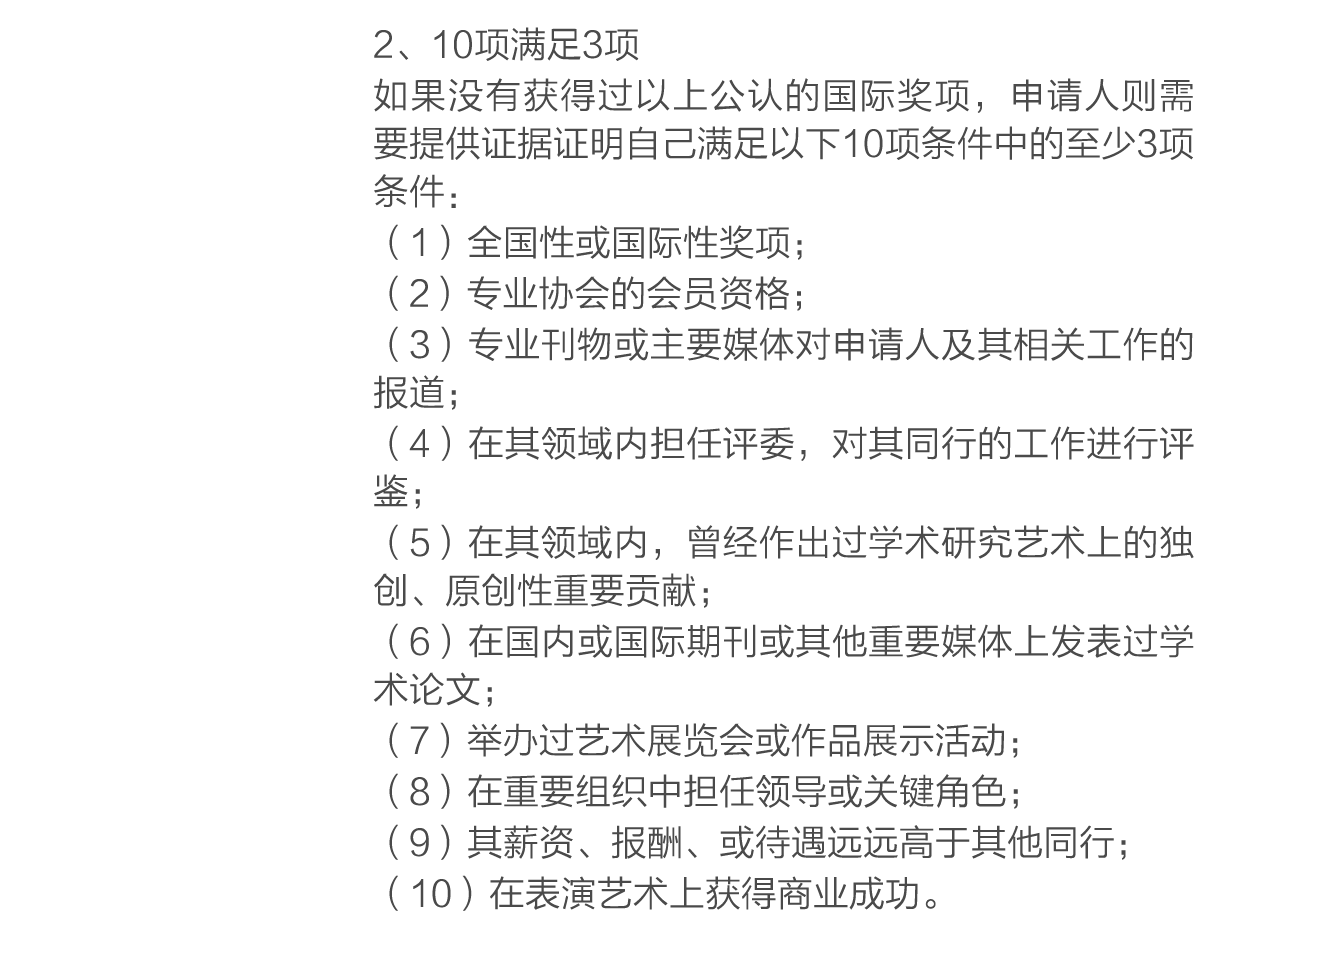 2、10项满足3项
如果没有获得过以上公认的国际奖项，申请人则需
要提供证据证明自己满足以下10项条件中的至少3项
条件：
（1）全国性或国际性奖项；
（2）专业协会的会员资格；
（3）专业刊物或主要媒体对申请人及其相关工作的
报道；
（4）在其领域内担任评委，对其同行的工作进行评
鉴；
（5）在其领域内，曾经作出过学术研究艺术上的独
创、原创性重要贡献；
（6）在国内或国际期刊或其他重要媒体上发表过学
术论文；
（7）举办过艺术展览会或作品展示活动；
（8）在重要组织中担任领导或关键角色；
（9）其薪资、报酬、或待遇远远高于其他同行；
（10）在表演艺术上获得商业成功。